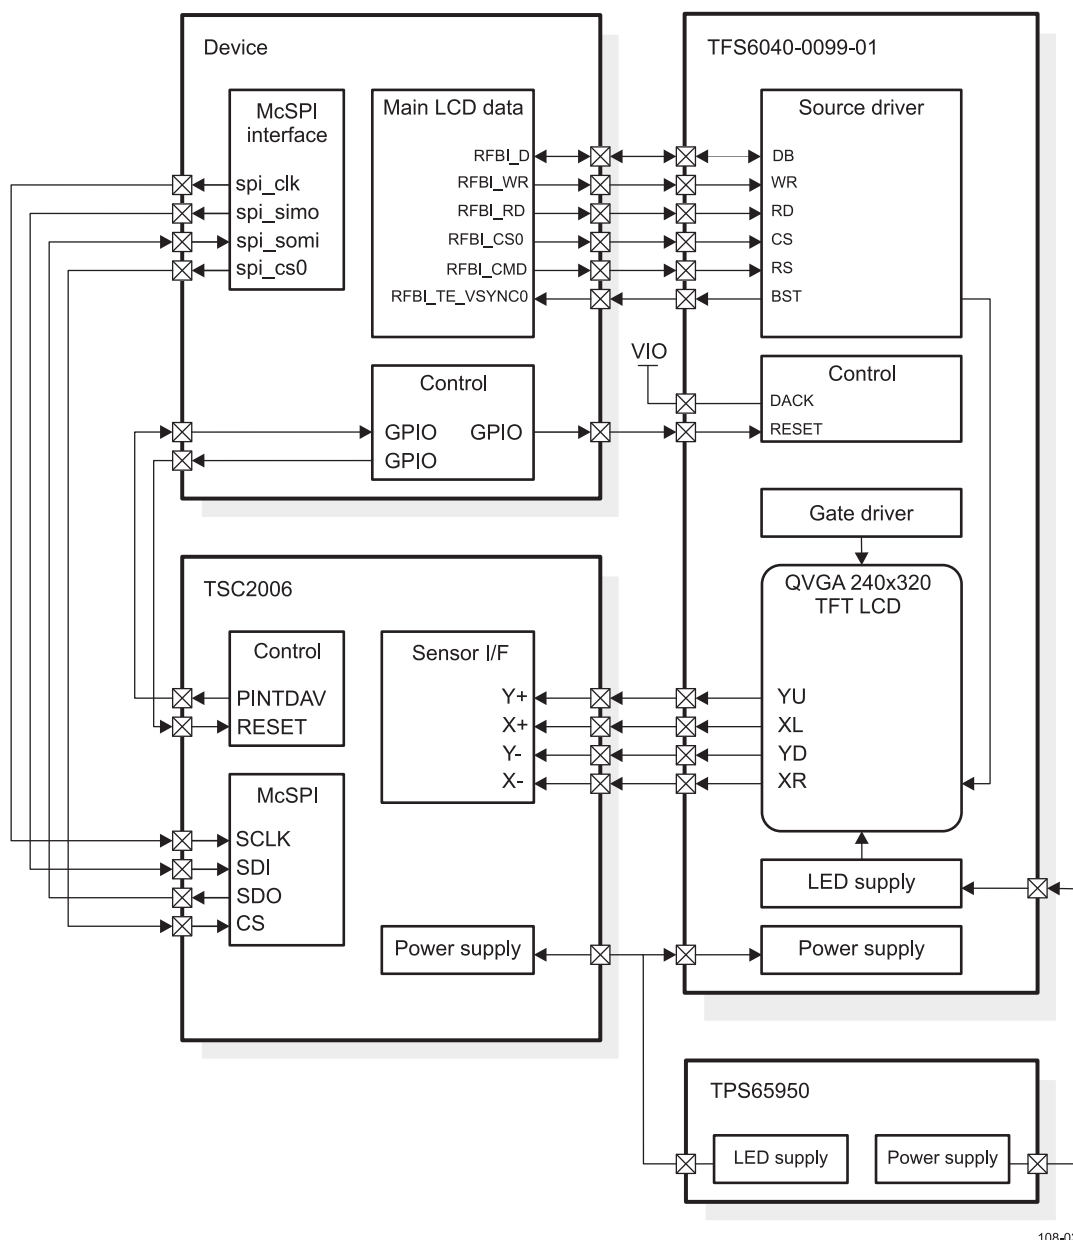 Device
McSPI
interface
spi_clk
spi_simo
spi_somi
spi_cs0
Main LCD data
RFBI_D
RFBI_WR
RFBI_RD
RFBI_CS0
RFBI_CMD
RFBI_TE_VSYNC0
Control
GPIO GPIO
GPIO
TFS6040-0099-01
Source driver
DB
WR
RD
CS
RS
BST
VIO
Control
DACK
RESET
Gate driver
QVGA 240x320
TFT LCD
YU
XL
YD
XR
LED supply
Power supply
TSC2006
Control
PINTDAV
RESET
McSPI
SCLK
SDI
SDO
CS
Sensor I/F
Y+
X+
Y-
X-
Power supply
TPS65950
LED supply
Power supply